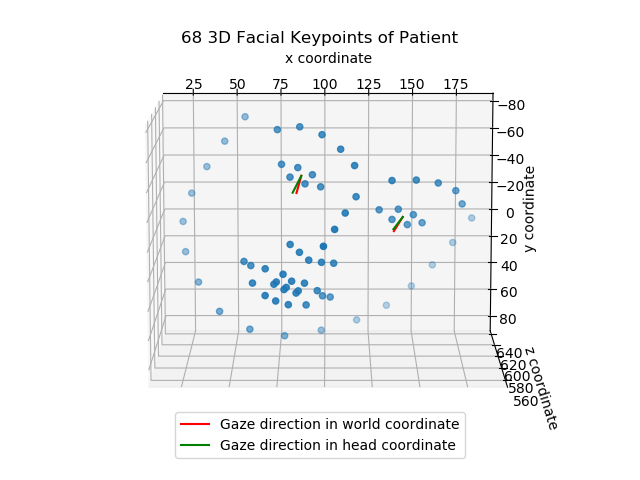 68 3D Facial Keypoints of Patient
x coordinate
25 50 75 100 125 150 175
−80
−60
−40
−20
0
20
40
60
80
y coordinate
640
620
600
580
560
z coordinate
Gaze direction in world coordinate
Gaze direction in head coordinate